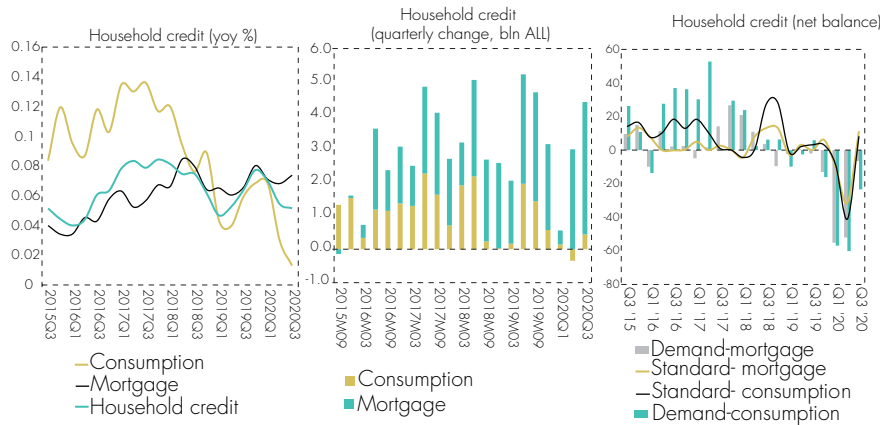 Household credit (yoy %)
0.16
0.14
0.12
0.1
0.08
0.06
0.04
0.02
0
2015Q3
2016Q1
2016Q3
2017Q1
2017Q3
2018Q1
2018Q3
2019Q1
2019Q3
2020Q1
2020Q3
Consumption
Mortgage
Household credit
Household credit
(quarterly change, bln ALL)
6.0
5.0
4.0
3.0
2.0
1.0
0.0
-1.0
2015M09
2016M03
2016M09
2017M03
2017M09
2018M03
2018M09
2019M03
2019M09
2020Q1
2020Q3
Consumption
Mortgage
Household credit (net balance)
60
40
20
0
-20
-40
-60
-80
Q3 '15
Q1 '16
Q3 '16
Q1 '17
Q3 '17
Q1 '18
Q3 '18
Q1 '19
Q3 '19
Q1 '20
Q3 '20
Demand-mortgage
Standard- mortgage
Standard- consumption
Demand-consumption